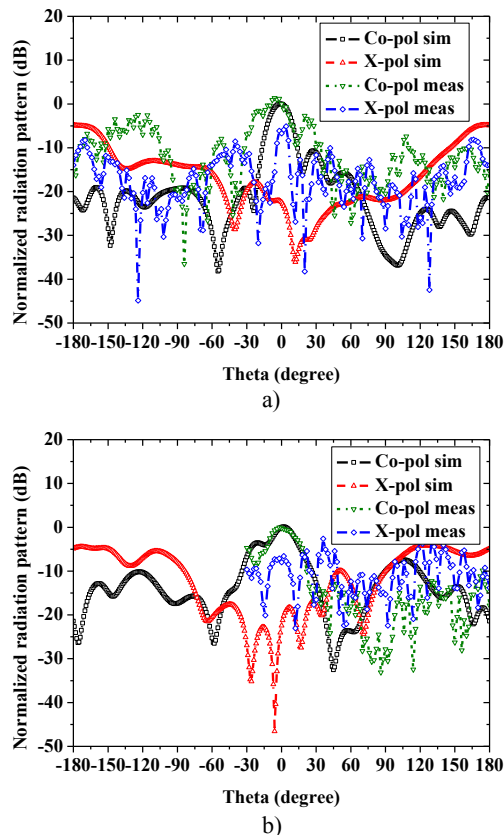 20
10
0
-10
-20
-30
-40
-50
Normalized radiation pattern (dB)
Co-pol sim
X-pol sim
Co-pol meas
X-pol meas
-180-150-120 -90 -60 -30 0 30 60 90 120 150 180
Theta (degree)
a)
20
10
0
-10
-20
-30
-40
-50
Normalized radiation pattern (dB)
Co-pol sim
X-pol sim
Co-pol meas
X-pol meas
-180-150-120 -90 -60 -30 0 30 60 90 120 150 180
Theta (degree)
b)